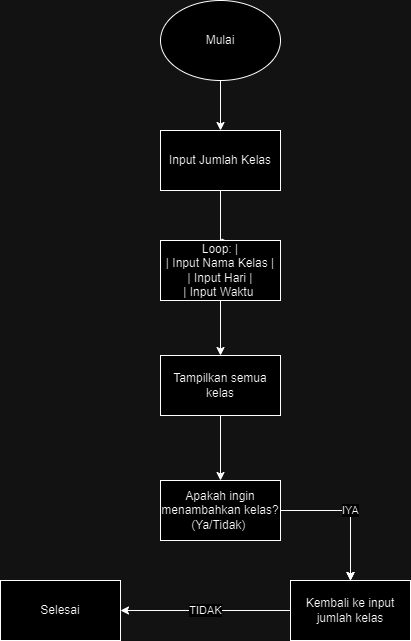 Mulai
Input Jumlah Kelas
Loop: |
| Input Nama Kelas |
| Input Hari |
| Input Waktu
Tampilkan semua
kelas
Apakah ingin
menambahkan kelas?
(Ya/Tidak)
IYA
Kembali ke input
jumlah kelas
TIDAK
Selesai